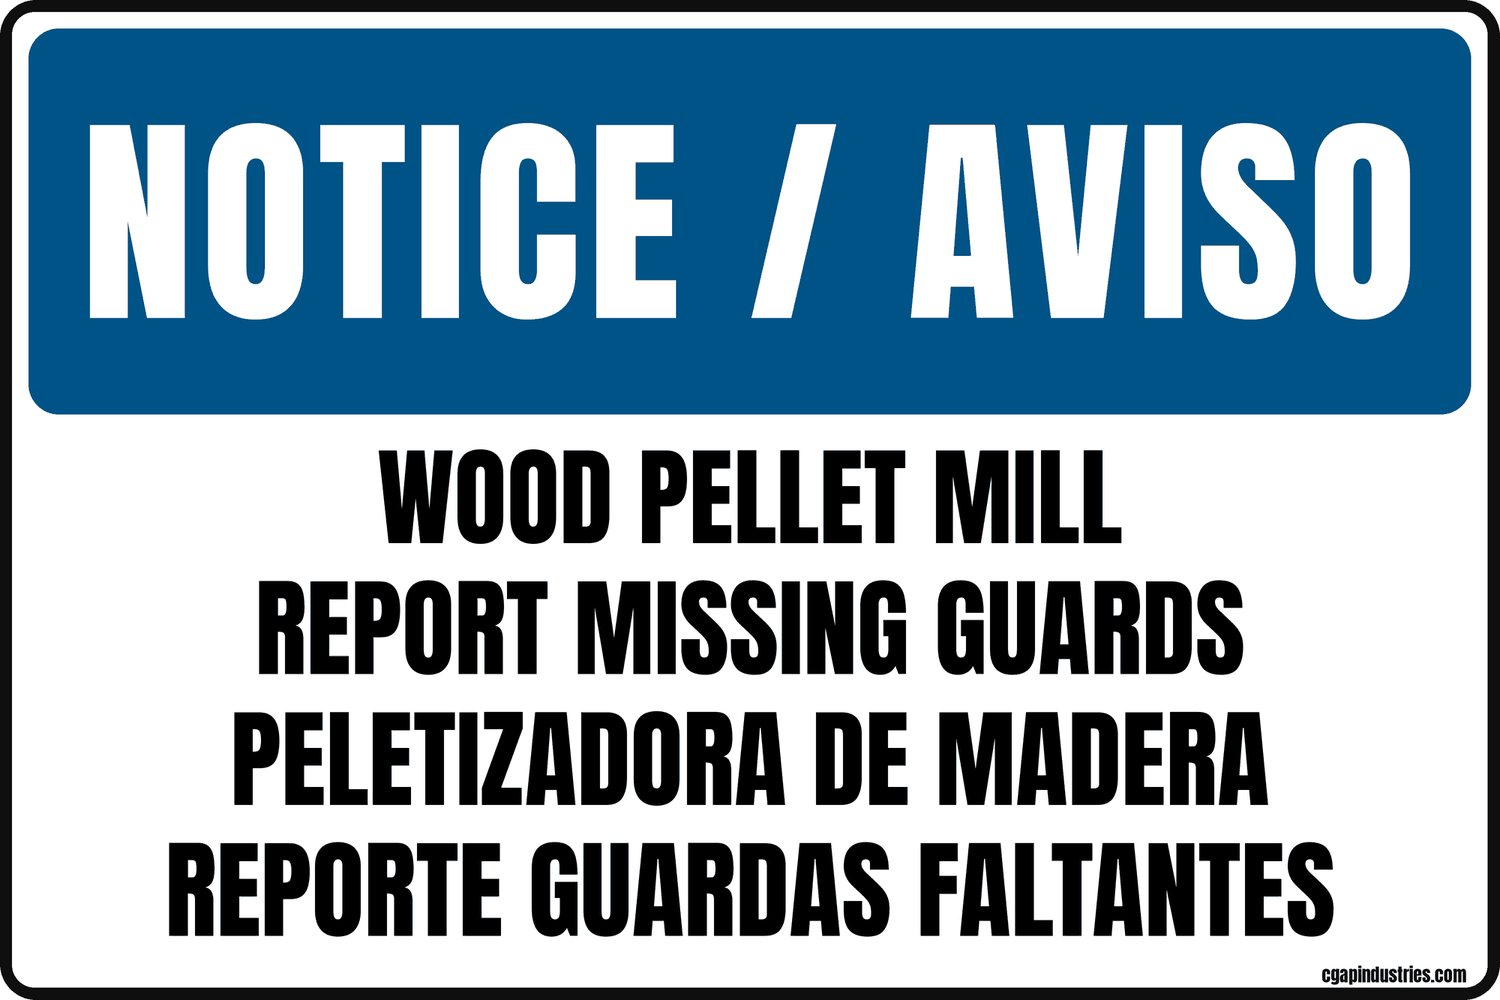 NOTICE / AVISO
WOOD PELLET MILL
REPORT MISSING GUARDS
PELETIZADORA DE MADERA
REPORTE GUARDAS FALTANTES
cgapindustries.com